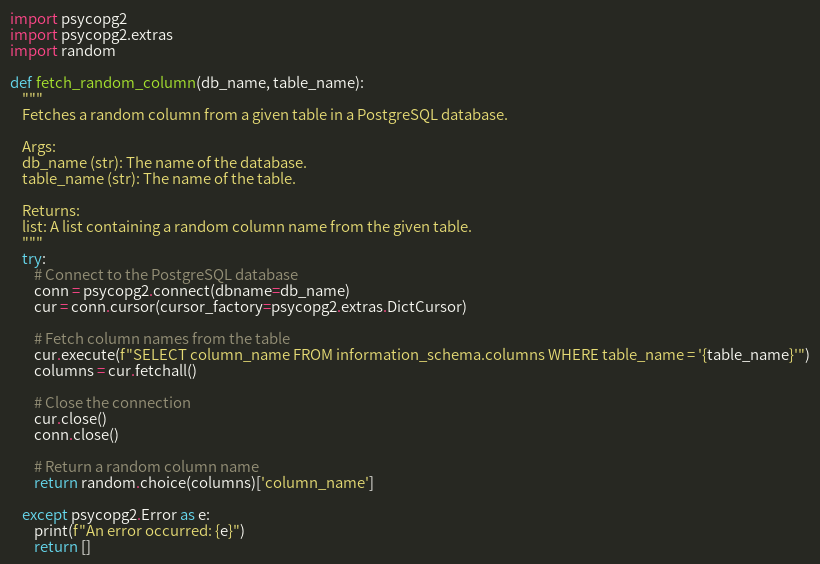 import psycopg2
import psycopg2.extras
import random

def fetch_random_column(db_name, table_name):
    """
    Fetches a random column from a given table in a PostgreSQL database.

    Args:
    db_name (str): The name of the database.
    table_name (str): The name of the table.

    Returns:
    list: A list containing a random column name from the given table.
    """
    try:
        # Connect to the PostgreSQL database
        conn = psycopg2.connect(dbname=db_name)
        cur = conn.cursor(cursor_factory=psycopg2.extras.DictCursor)

        # Fetch column names from the table
        cur.execute(f"SELECT column_name FROM information_schema.columns WHERE table_name = '{table_name}'")
        columns = cur.fetchall()

        # Close the connection
        cur.close()
        conn.close()

        # Return a random column name
        return random.choice(columns)['column_name']

    except psycopg2.Error as e:
        print(f"An error occurred: {e}")
        return []